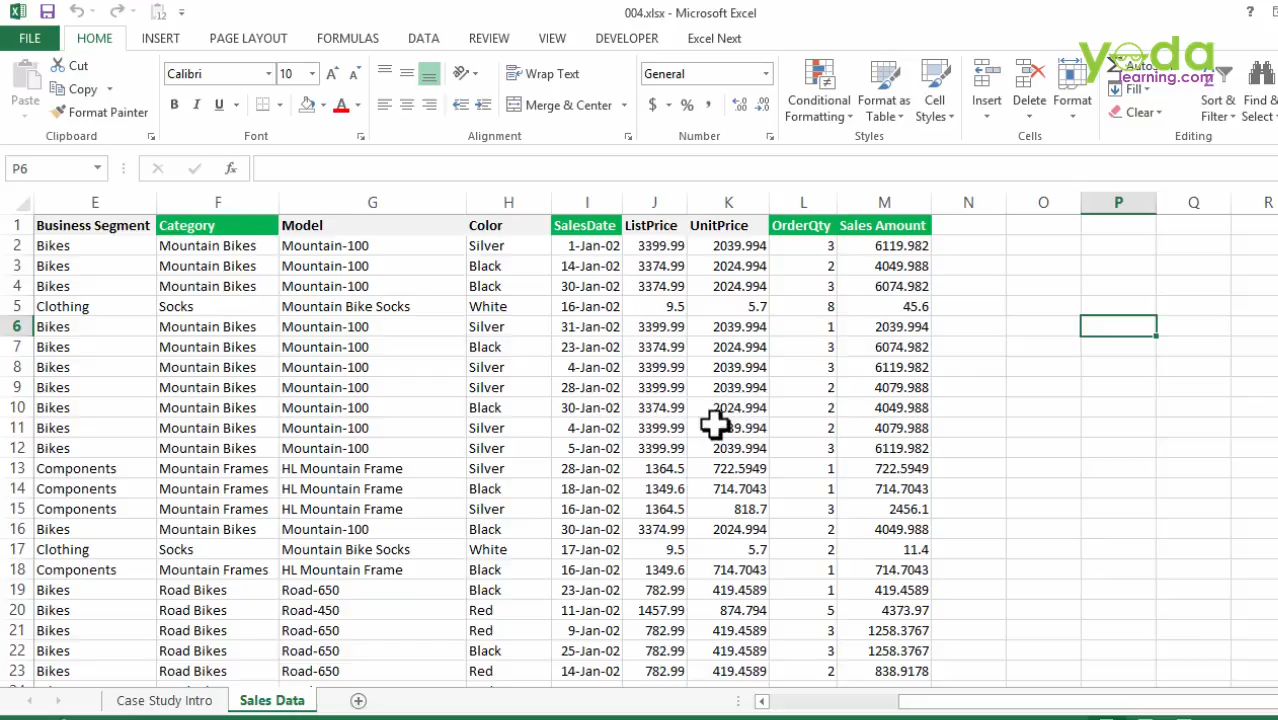 004.xlsx - Microsoft Excel
FILE HOME INSERT PAGE LAYOUT FORMULAS DATA REVIEW VIEW DEVELOPER Excel Next
yoda
learning.com
Cut
Copy
Format Painter
Paste
Clipboard
Calibri 10
B I U
Font
Wrap Text
Merge & Center
Alignment
General
$ %
Number
Conditional Formatting
Format as Table
Cell Styles
Styles
Insert
Delete
Format
Cells
Fill
Clear
Sort & Filter
Find & Select
Editing
P6
fx
E F G H I J K L M N O P Q R
1 Business Segment Category Model Color SalesDate ListPrice UnitPrice OrderQty Sales Amount
2 Bikes Mountain Bikes Mountain-100 Silver 1-Jan-02 3399.99 2039.994 3 6119.982
3 Bikes Mountain Bikes Mountain-100 Black 14-Jan-02 3374.99 2024.994 2 4049.988
4 Bikes Mountain Bikes Mountain-100 Black 30-Jan-02 3374.99 2024.994 3 6074.982
5 Clothing Socks Mountain Bike Socks White 16-Jan-02 9.5 5.7 8 45.6
6 Bikes Mountain Bikes Mountain-100 Silver 31-Jan-02 3399.99 2039.994 1 2039.994
7 Bikes Mountain Bikes Mountain-100 Black 23-Jan-02 3374.99 2024.994 3 6074.982
8 Bikes Mountain Bikes Mountain-100 Silver 4-Jan-02 3399.99 2039.994 3 6119.982
9 Bikes Mountain Bikes Mountain-100 Silver 28-Jan-02 3399.99 2039.994 2 4079.988
10 Bikes Mountain Bikes Mountain-100 Black 30-Jan-02 3374.99 2024.994 2 4049.988
11 Bikes Mountain Bikes Mountain-100 Silver 4-Jan-02 3399.99 2 4079.988
12 Bikes Mountain Bikes Mountain-100 Silver 5-Jan-02 3399.99 2039.994 3 6119.982
13 Components Mountain Frames HL Mountain Frame Silver 28-Jan-02 1364.5 722.5949 1 722.5949
14 Components Mountain Frames HL Mountain Frame Black 18-Jan-02 1349.6 714.7043 1 714.7043
15 Components Mountain Frames HL Mountain Frame Silver 16-Jan-02 1364.5 818.7 3 2456.1
16 Bikes Mountain Bikes Mountain-100 Black 30-Jan-02 3374.99 2024.994 2 4049.988
17 Clothing Socks Mountain Bike Socks White 17-Jan-02 9.5 5.7 2 11.4
18 Components Mountain Frames HL Mountain Frame Black 16-Jan-02 1349.6 714.7043 1 714.7043
19 Bikes Road Bikes Road-650 Black 23-Jan-02 782.99 419.4589 1 419.4589
20 Bikes Road Bikes Road-450 Red 11-Jan-02 1457.99 874.794 5 4373.97
21 Bikes Road Bikes Road-650 Red 9-Jan-02 782.99 419.4589 3 1258.3767
22 Bikes Road Bikes Road-650 Black 25-Jan-02 782.99 419.4589 3 1258.3767
23 Bikes Road Bikes Road-650 Red 14-Jan-02 782.99 419.4589 2 838.9178
Case Study Intro Sales Data